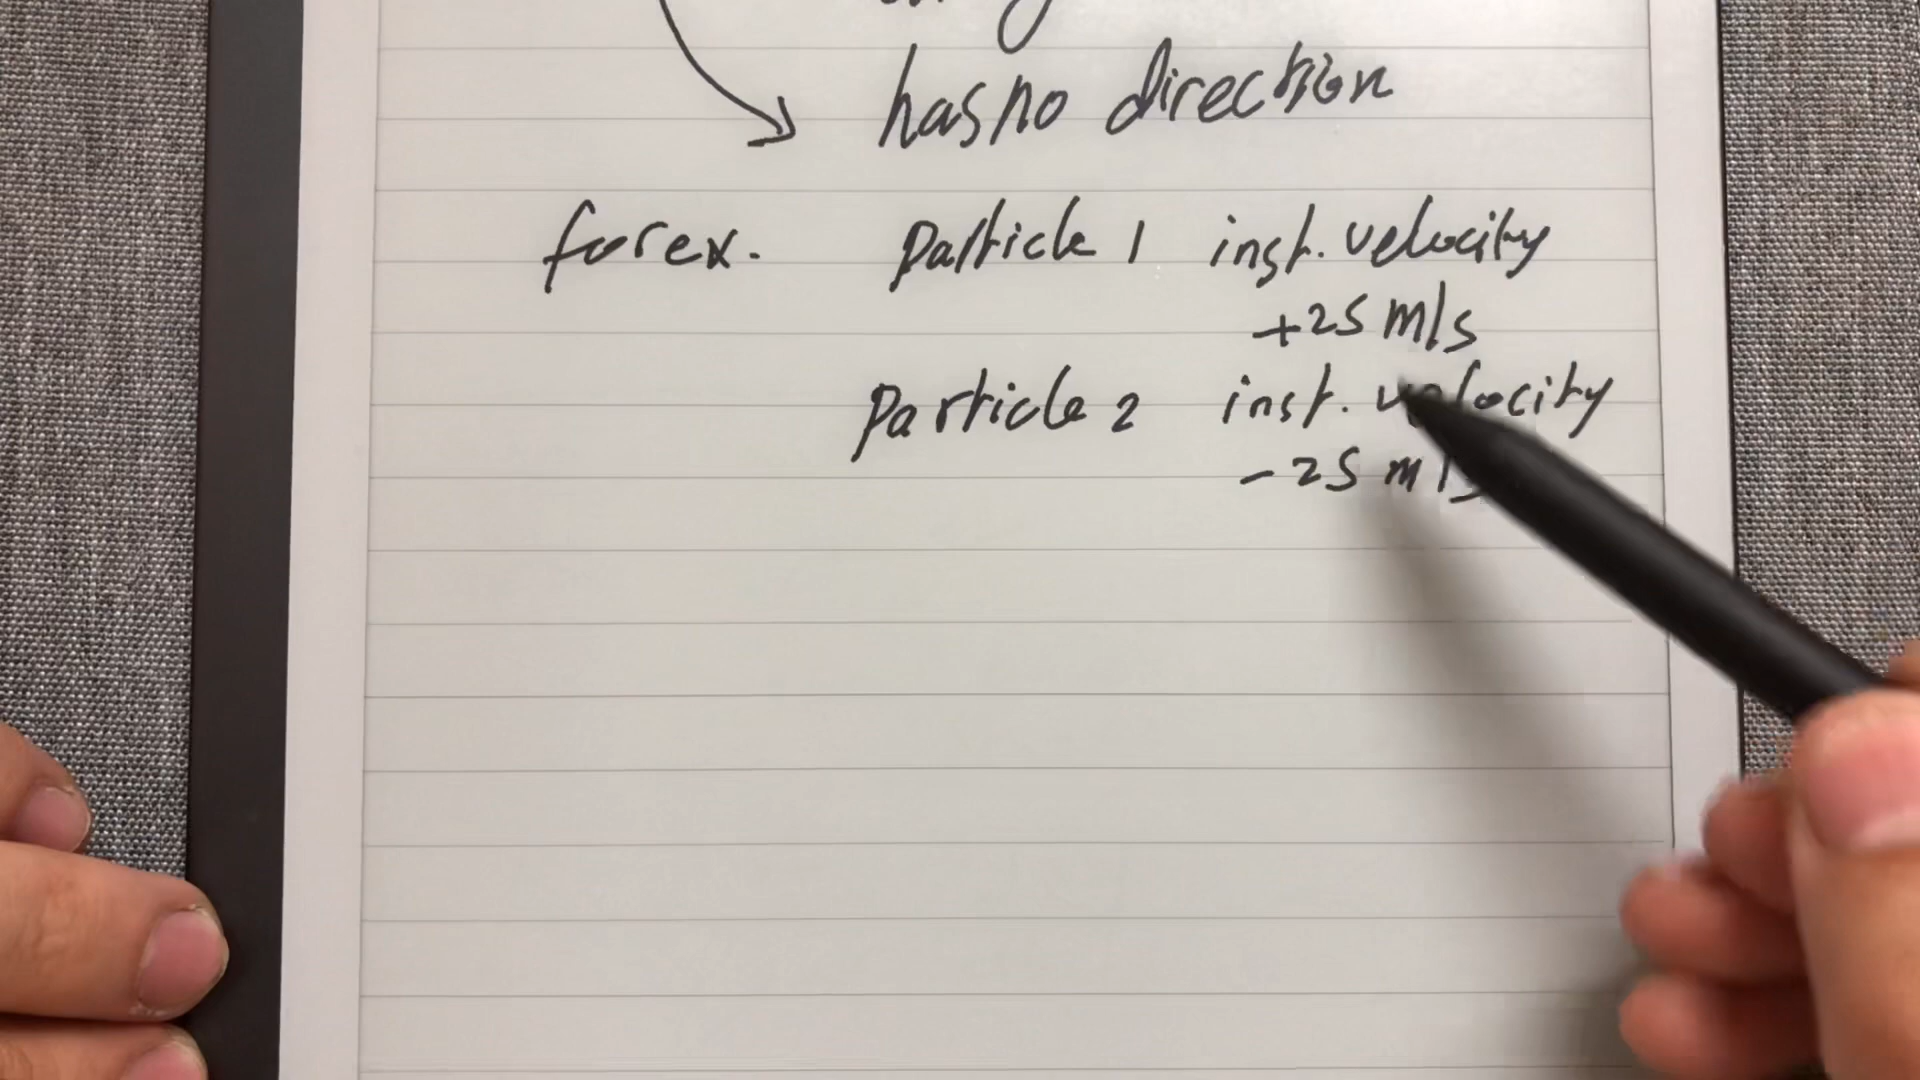 has no direction
for ex. Particle 1 inst. velocity
+25 m/s
Particle 2 inst. velocity
-25 m/s